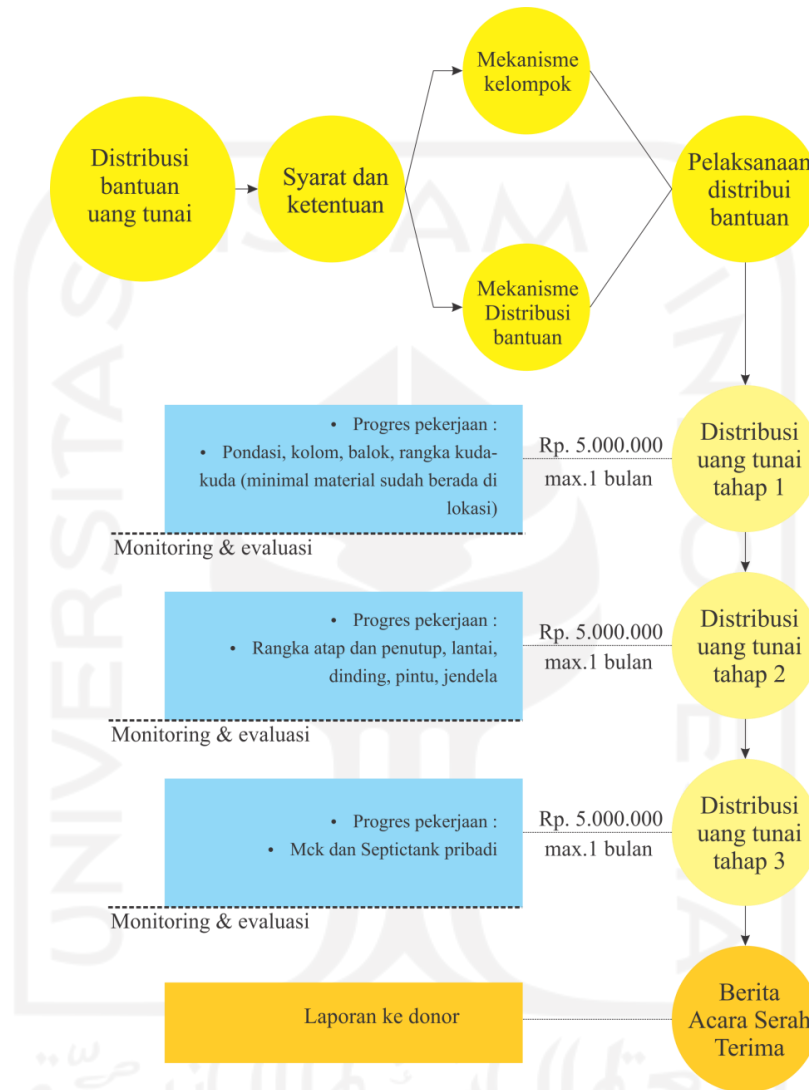 Mekanisme
kelompok
Distribusi
bantuan
uang tunai
Syarat dan
ketentuan
Pelaksanaan
distribui
bantuan
Mekanisme
Distribusi
bantuan
• Progres pekerjaan :
• Pondasi, kolom, balok, rangka kuda-
kuda (minimal material sudah berada di
lokasi)
Rp. 5.000.000
max.1 bulan
Distribusi
uang tunai
tahap 1
Monitoring & evaluasi
• Progres pekerjaan :
• Rangka atap dan penutup, lantai,
dinding, pintu, jendela
Rp. 5.000.000
max.1 bulan
Distribusi
uang tunai
tahap 2
Monitoring & evaluasi
• Progres pekerjaan :
• Mck dan Septictank pribadi
Rp. 5.000.000
max.1 bulan
Distribusi
uang tunai
tahap 3
Monitoring & evaluasi
Laporan ke donor
Berita
Acara Serah
Terima
UNIVERSITAS
ISLAM
INDONESIA